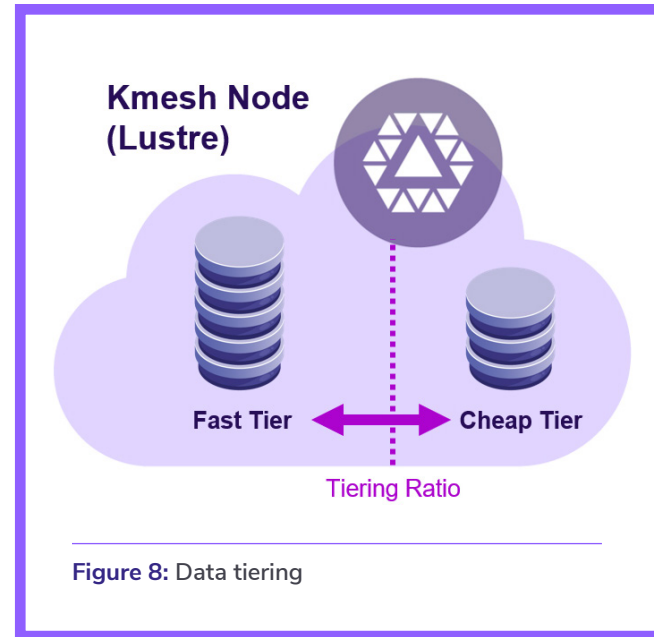 Kmesh Node
(Lustre)
Fast Tier
Cheap Tier
Tiering Ratio
Figure 8: Data tiering